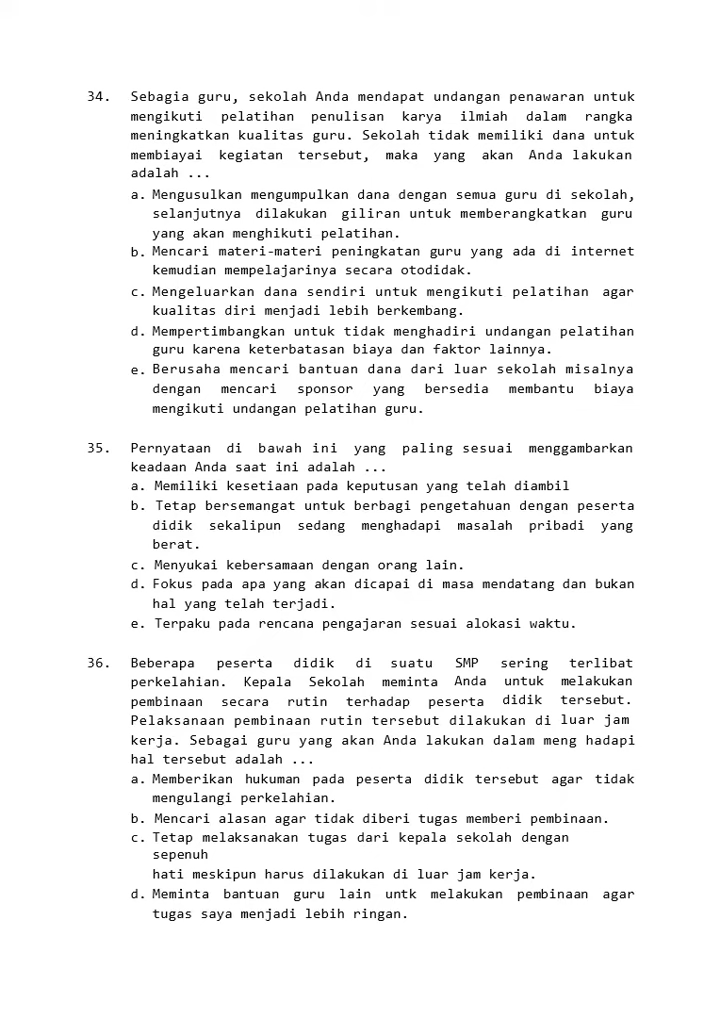 34. Sebagia guru, sekolah Anda mendapat undangan penawaran untuk
mengikuti pelatihan penulisan karya ilmiah dalam rangka
meningkatkan kualitas guru. Sekolah tidak memiliki dana untuk
membiayai kegiatan tersebut, maka yang akan Anda lakukan
adalah ...
a. Mengusulkan mengumpulkan dana dengan semua guru di sekolah,
selanjutnya dilakukan giliran untuk memberangkatkan guru
yang akan menghikuti pelatihan.
b. Mencari materi-materi peningkatan guru yang ada di internet
kemudian mempelajarinya secara otodidak.
c. Mengeluarkan dana sendiri untuk mengikuti pelatihan agar
kualitas diri menjadi lebih berkembang.
d. Mempertimbangkan untuk tidak menghadiri undangan pelatihan
guru karena keterbatasan biaya dan faktor lainnya.
e. Berusaha mencari bantuan dana dari luar sekolah misalnya
dengan mencari sponsor yang bersedia membantu biaya
mengikuti undangan pelatihan guru.
35. Pernyataan di bawah ini yang paling sesuai menggambarkan
keadaan Anda saat ini adalah ...
a. Memiliki kesetiaan pada keputusan yang telah diambil
b. Tetap bersemangat untuk berbagi pengetahuan dengan peserta
didik sekalipun sedang menghadapi masalah pribadi yang
berat.
c. Menyukai kebersamaan dengan orang lain.
d. Fokus pada apa yang akan dicapai di masa mendatang dan bukan
hal yang telah terjadi.
e. Terpaku pada rencana pengajaran sesuai alokasi waktu.
36. Beberapa peserta didik di suatu SMP sering terlibat
perkelahian. Kepala Sekolah meminta Anda untuk melakukan
pembinaan secara rutin terhadap peserta didik tersebut.
Pelaksanaan pembinaan rutin tersebut dilakukan di luar jam
kerja. Sebagai guru yang akan Anda lakukan dalam meng hadapi
hal tersebut adalah ...
a. Memberikan hukuman pada peserta didik tersebut agar tidak
mengulangi perkelahian.
b. Mencari alasan agar tidak diberi tugas memberi pembinaan.
c. Tetap melaksanakan tugas dari kepala sekolah dengan
sepenuh
hati meskipun harus dilakukan di luar jam kerja.
d. Meminta bantuan guru lain untk melakukan pembinaan agar
tugas saya menjadi lebih ringan.